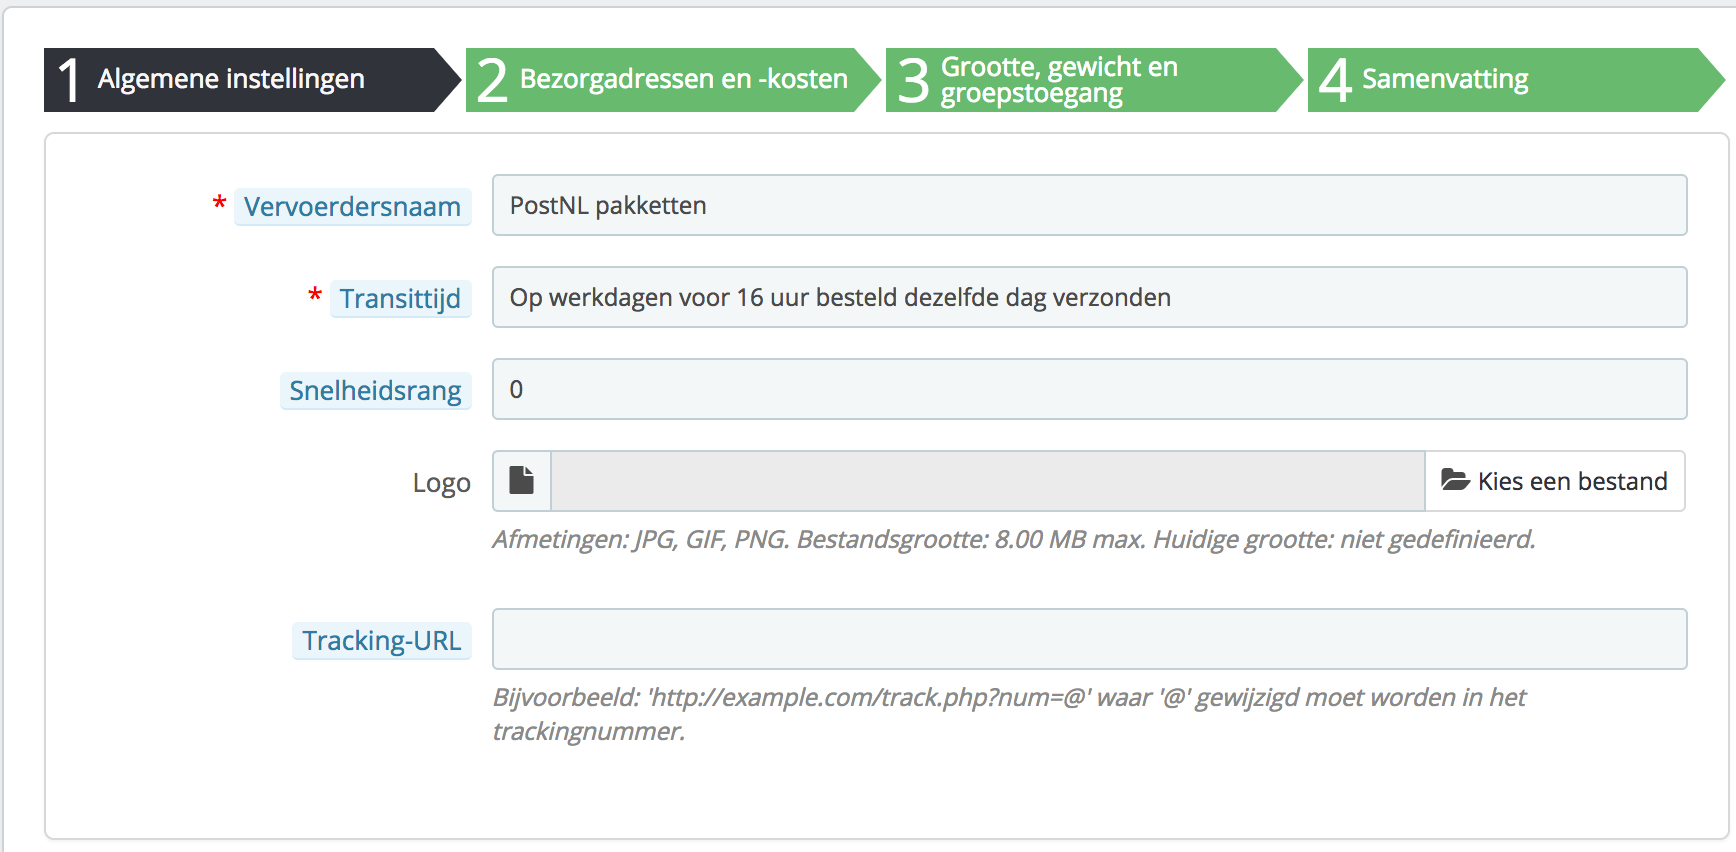 1 Algemene instellingen
2 Bezorgadressen en -kosten
3 Grootte, gewicht en
groepstoegang
4 Samenvatting
* Vervoerdersnaam
PostNL pakketten
* Transittijd
Op werkdagen voor 16 uur besteld dezelfde dag verzonden
Snelheidsrang
0
Logo
Kies een bestand
Afmetingen: JPG, GIF, PNG. Bestandsgrootte: 8.00 MB max. Huidige grootte: niet gedefinieerd.
Tracking-URL
Bijvoorbeeld: 'http://example.com/track.php?num=@' waar '@' gewijzigd moet worden in het
trackingnummer.